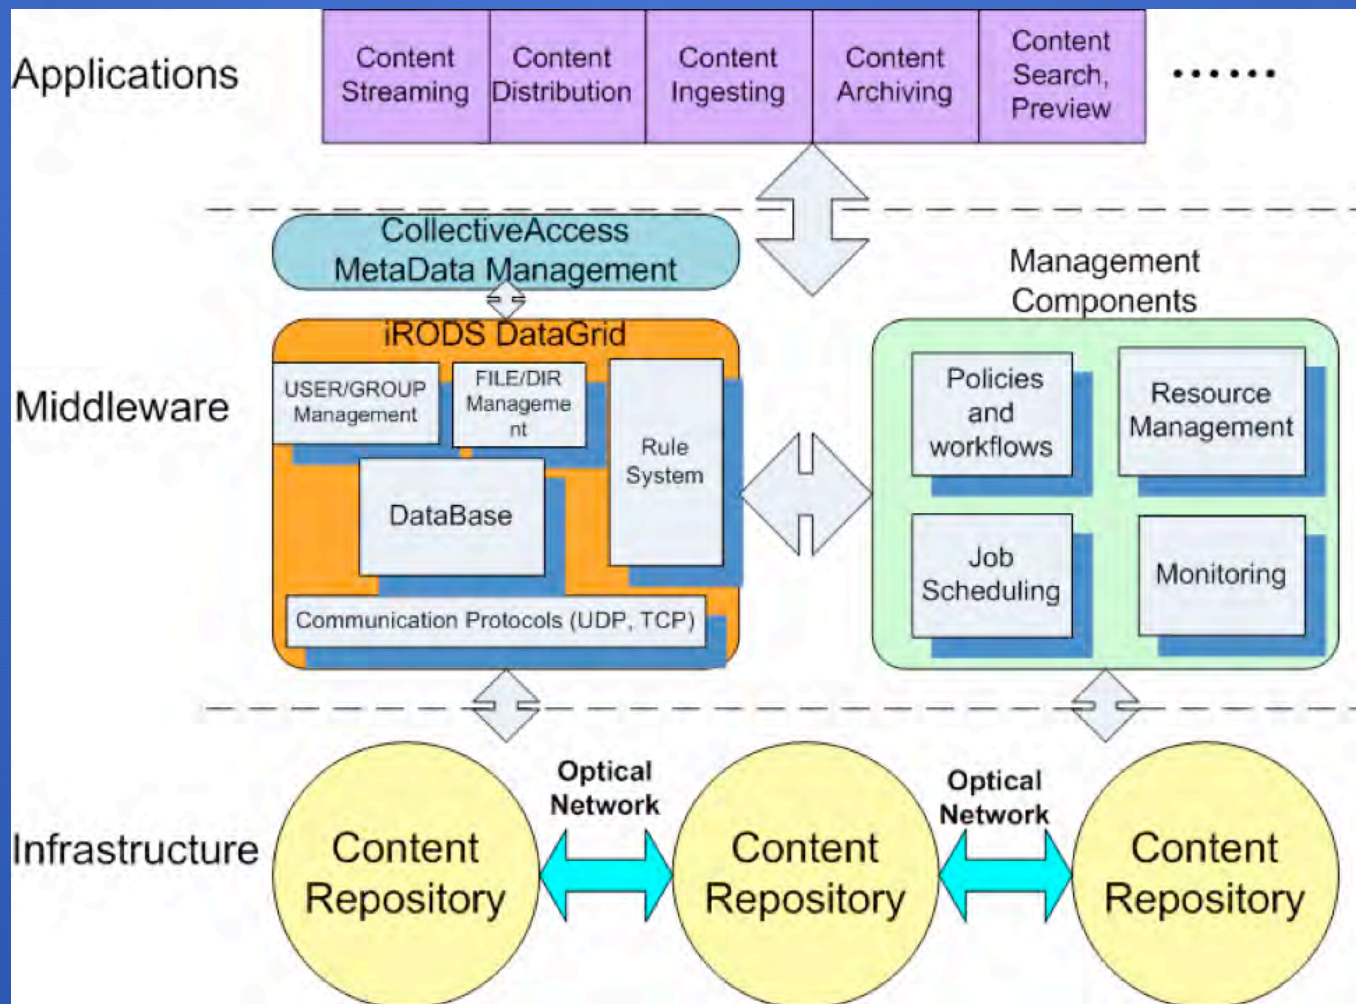 Applications
Content
Streaming
Content
Distribution
Content
Ingesting
Content
Archiving
Content
Search,
Preview
......
CollectiveAccess
MetaData Management
Management
Components
iRODS DataGrid
Middleware
USER/GROUP
Management
FILE/DIR
Manageme
nt
Rule
System
DataBase
Communication Protocols (UDP, TCP)
Policies
and
workflows
Resource
Management
Job
Scheduling
Monitoring
Infrastructure
Content
Repository
Optical
Network
Content
Repository
Optical
Network
Content
Repository